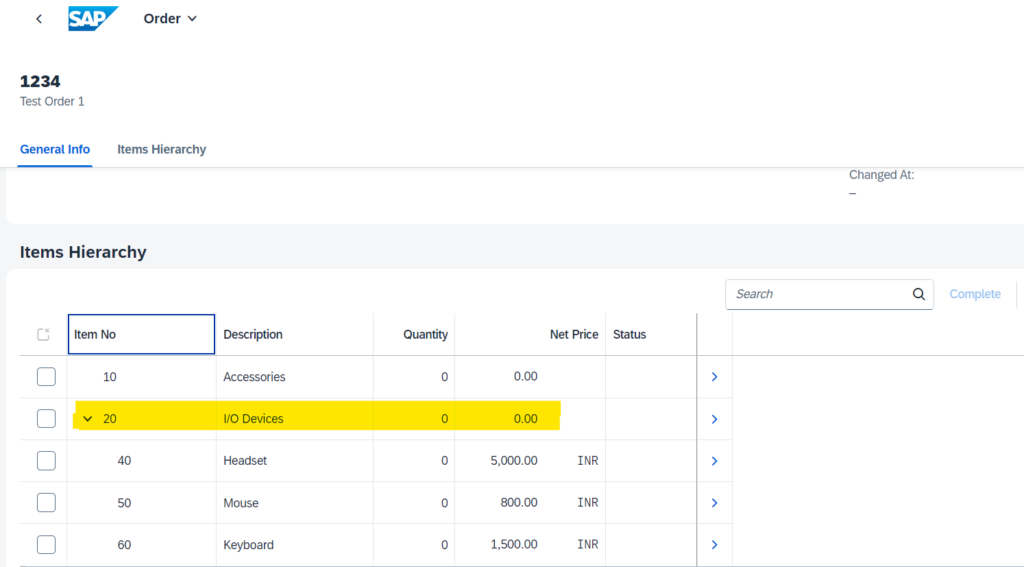 SAP Order
1234
Test Order 1
General Info Items Hierarchy
Changed At:
–
Items Hierarchy
Search Complete
Item No Description Quantity Net Price Status
10 Accessories 0 0.00
20 I/O Devices 0 0.00
40 Headset 0 5,000.00 INR
50 Mouse 0 800.00 INR
60 Keyboard 0 1,500.00 INR